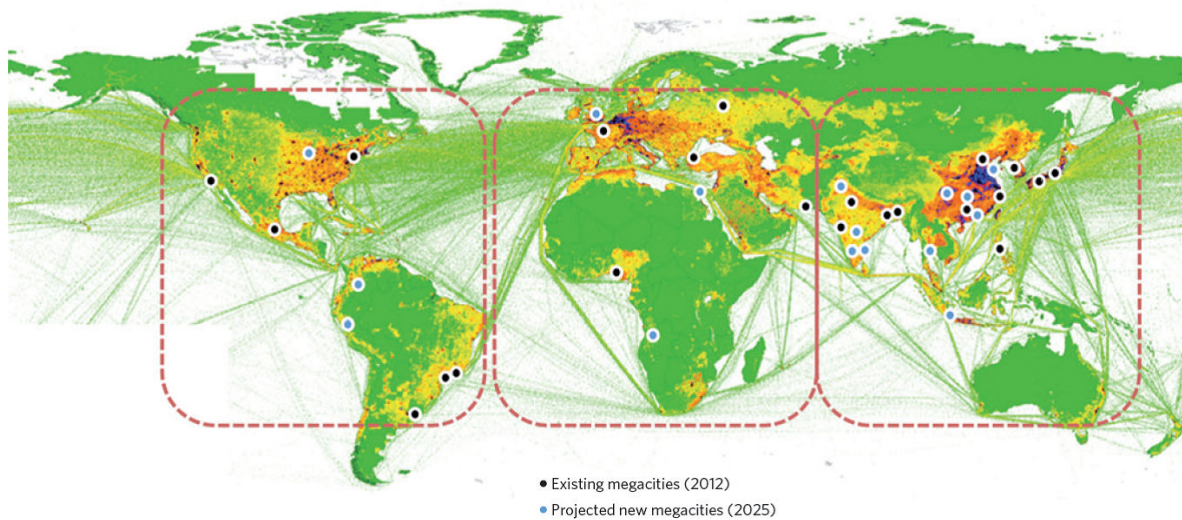 • Existing megacities (2012)
• Projected new megacities (2025)